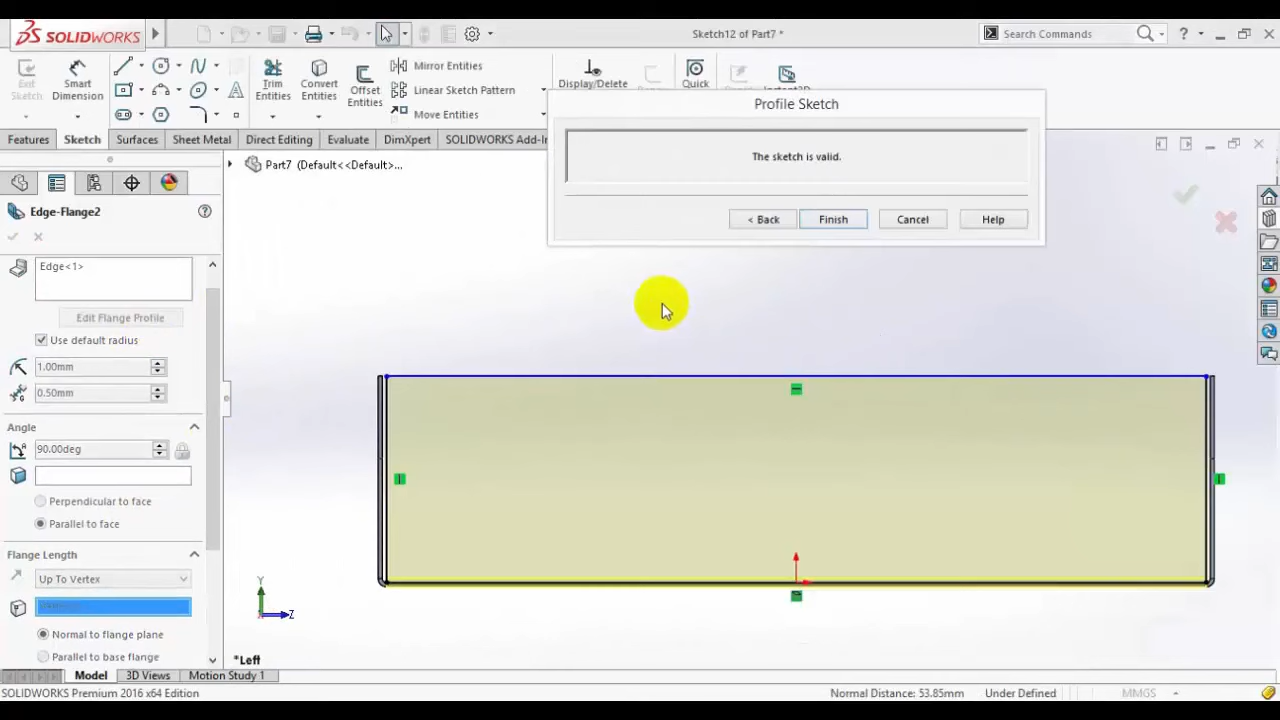 SOLIDWORKS
Sketch12 of Part7 *
Search Commands
?
Exit
Sketch
Smart
Dimension
Trim
Entities
Convert
Entities
Offset
Entities
Mirror Entities
Linear Sketch Pattern
Move Entities
Display/Delete
Quick
Instant2D
Features
Sketch
Surfaces
Sheet Metal
Direct Editing
Evaluate
DimXpert
SOLIDWORKS Add-In
Profile Sketch
The sketch is valid.
< Back
Finish
Cancel
Help
Part7 (Default<<Default>...
Edge-Flange2
?
Edge<1>
Edit Flange Profile
Use default radius
1.00mm
0.50mm
Angle
90.00deg
Perpendicular to face
Parallel to face
Flange Length
Up To Vertex
Normal to flange plane
Parallel to base flange
Y
Z
*Left
Model
3D Views
Motion Study 1
SOLIDWORKS Premium 2016 x64 Edition
Normal Distance: 53.85mm
Under Defined
MMGS